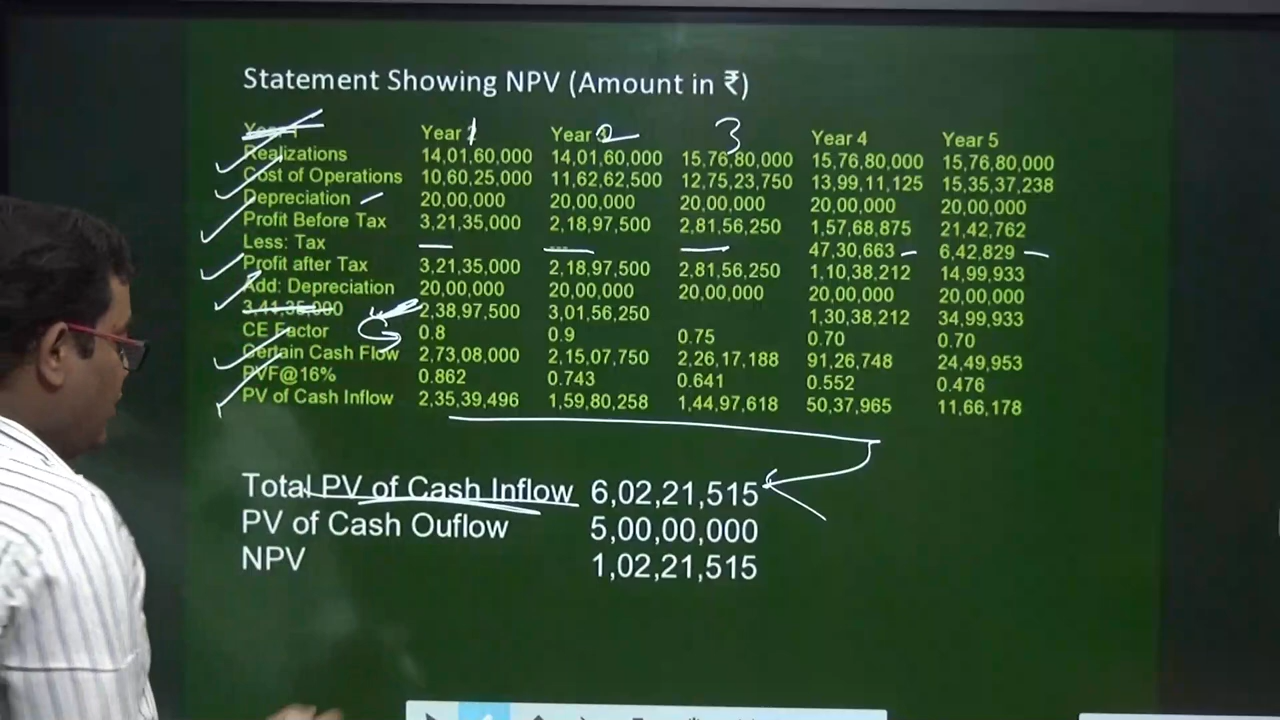 Statement Showing NPV (Amount in ₹)
Year 1 Year 1 Year 2 3 Year 4 Year 5
Realizations 14,01,60,000 14,01,60,000 15,76,80,000 15,76,80,000 15,76,80,000
Cost of Operations 10,60,25,000 11,62,62,500 12,75,23,750 13,99,11,125 15,35,37,238
Depreciation 20,00,000 20,00,000 20,00,000 20,00,000 20,00,000
Profit Before Tax 3,21,35,000 2,18,97,500 2,81,56,250 1,57,68,875 21,42,762
Less: Tax 47,30,663 6,42,829
Profit after Tax 3,21,35,000 2,18,97,500 2,81,56,250 1,10,38,212 14,99,933
Add: Depreciation 20,00,000 20,00,000 20,00,000 20,00,000 20,00,000
3,41,35,000 2,38,97,500 3,01,56,250 1,30,38,212 34,99,933
CE Factor 0.8 0.9 0.75 0.70 0.70
Certain Cash Flow 2,73,08,000 2,15,07,750 2,26,17,188 91,26,748 24,49,953
PVF@16% 0.862 0.743 0.641 0.552 0.476
PV of Cash Inflow 2,35,39,496 1,59,80,258 1,44,97,618 50,37,965 11,66,178
Total PV of Cash Inflow 6,02,21,515
PV of Cash Ouflow 5,00,00,000
NPV 1,02,21,515